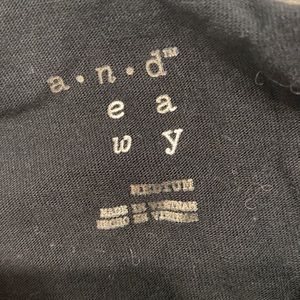 a·n·d™
e a
w y
MEDIUM
MADE IN VIETNAM
HECHO EN VIETNAM